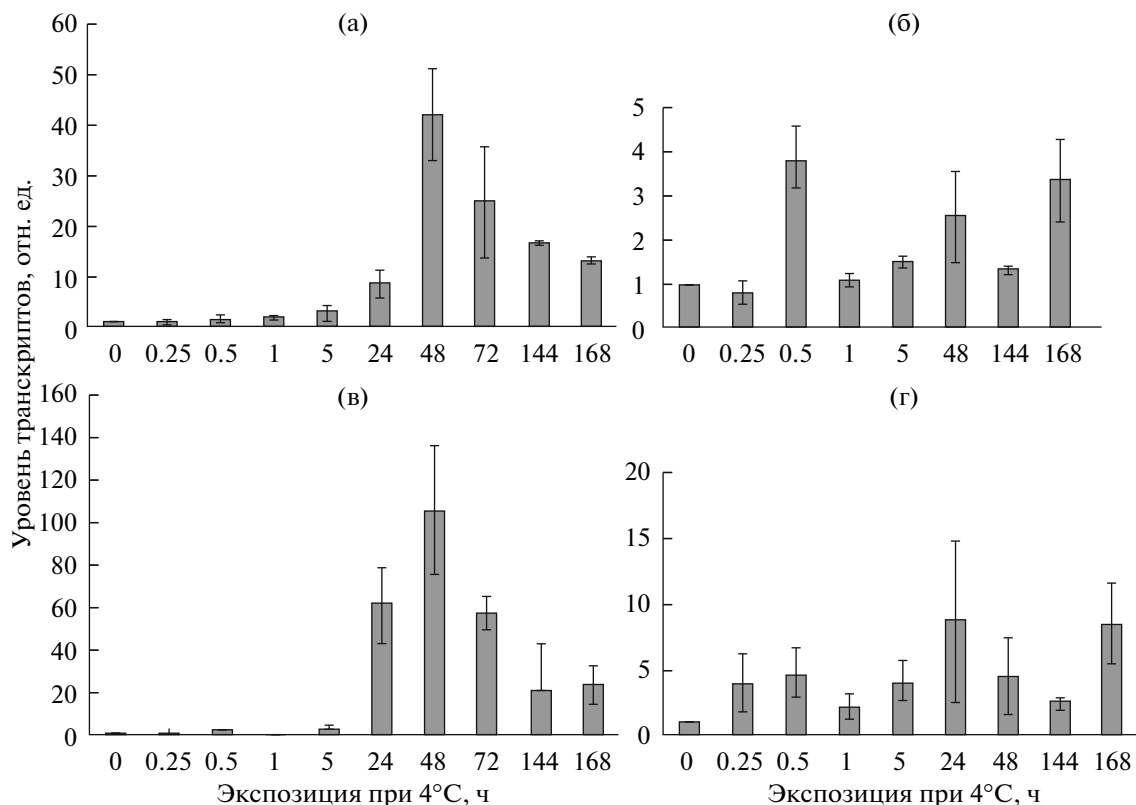 Уровень транскриптов, отн. ед.
(а)
60
50
40
30
20
10
0
0 0.25 0.5 1 5 24 48 72 144 168
(б)
5
4
3
2
1
0
0 0.25 0.5 1 5 48 144 168
(в)
160
140
120
100
80
60
40
20
0
0 0.25 0.5 1 5 24 48 72 144 168
Экспозиция при 4°С, ч
(г)
20
15
10
5
0
0 0.25 0.5 1 5 24 48 144 168
Экспозиция при 4°С, ч